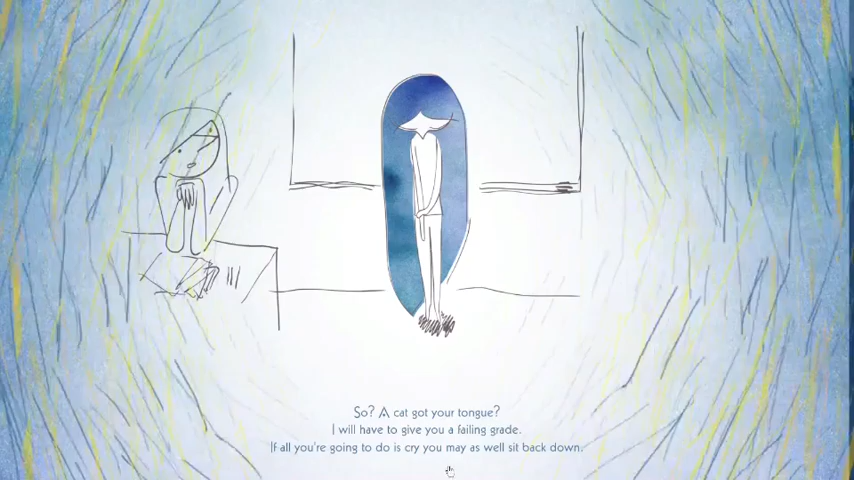 So? A cat got your tongue?
I will have to give you a failing grade.
If all you're going to do is cry you may as well sit back down.